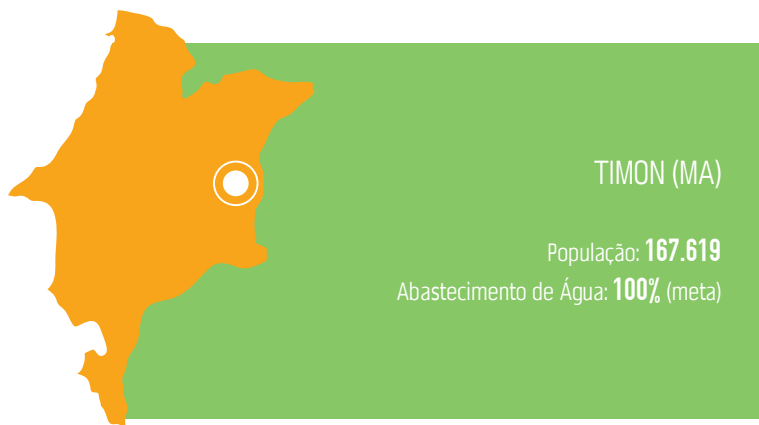 TIMON (MA)
População: 167.619
Abastecimento de Água: 100% (meta)